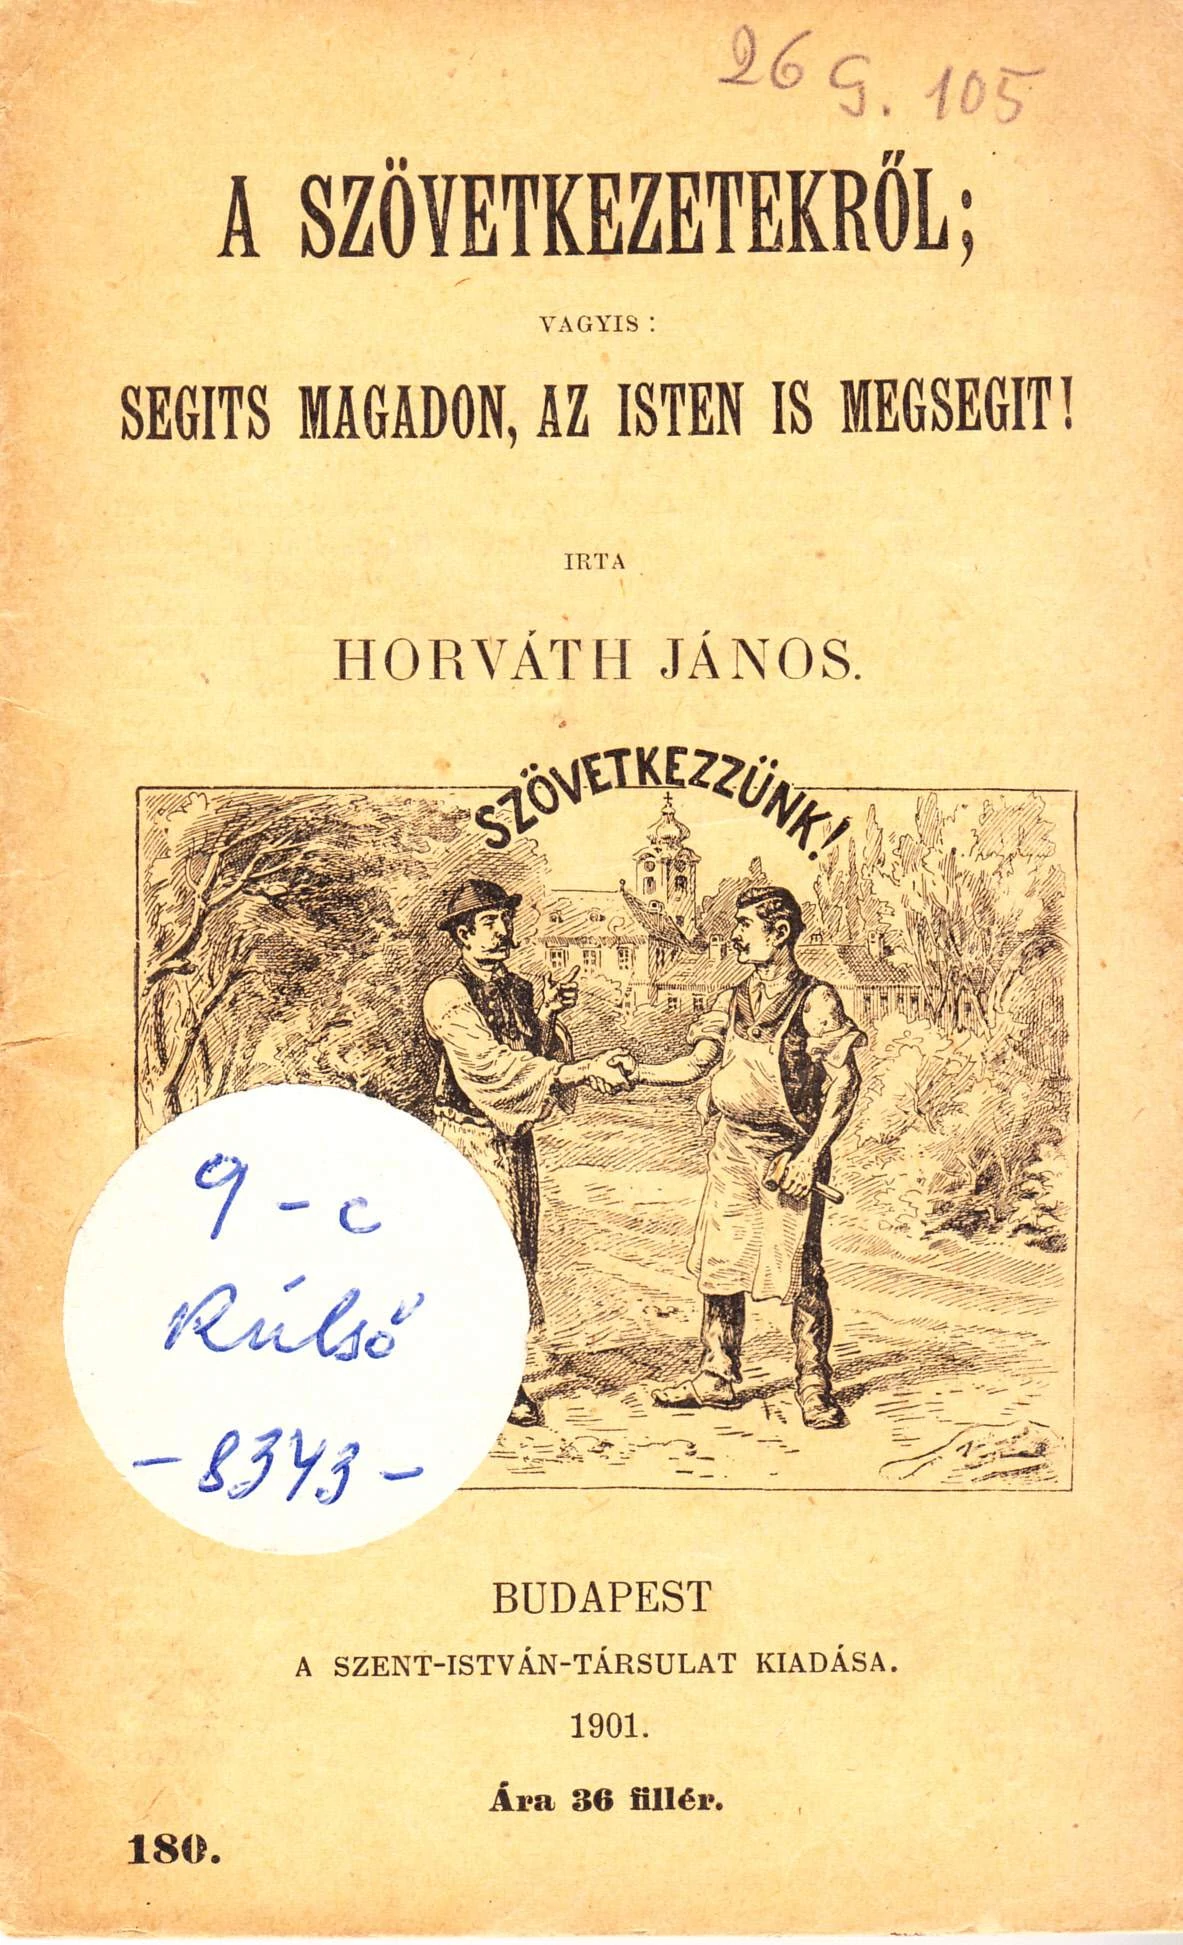 26 G. 105
A SZÖVETKEZETEKRŐL;
VAGYIS:
SEGITS MAGADON, AZ ISTEN IS MEGSEGIT!
IRTA
HORVÁTH JÁNOS.
SZÖVETKEZZÜNK!
9 - c
Külső
- 8343 -
BUDAPEST
A SZENT-ISTVÁN-TÁRSULAT KIADÁSA.
1901.
Ára 36 fillér.
180.